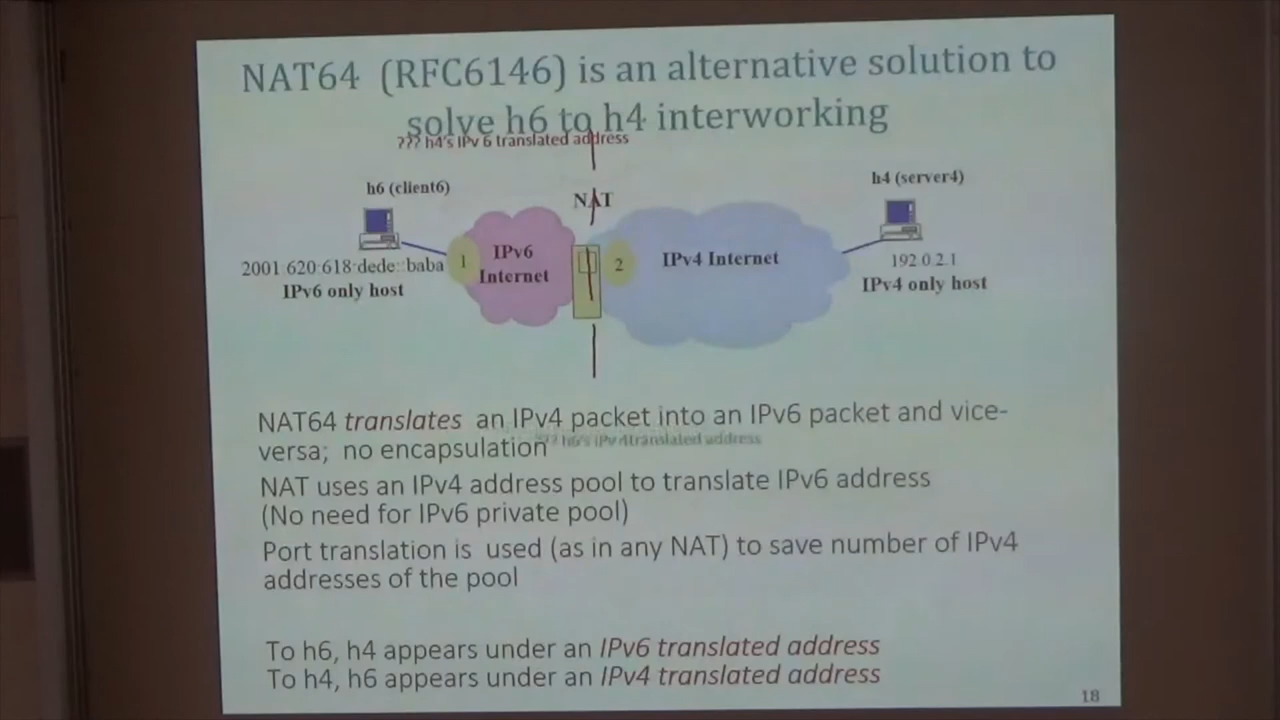 NAT64 (RFC6146) is an alternative solution to
solve h6 to h4 interworking
??? h4's IPv 6 translated address
h6 (client6)
h4 (server4)
NAT
IPv6
Internet
1
2
IPv4 Internet
2001:620:618:dede::baba
192.0.2.1
IPv6 only host
IPv4 only host
NAT64 translates an IPv4 packet into an IPv6 packet and vice-
versa; no encapsulation
??? h6's IPv4translated address
NAT uses an IPv4 address pool to translate IPv6 address
(No need for IPv6 private pool)
Port translation is used (as in any NAT) to save number of IPv4
addresses of the pool
To h6, h4 appears under an IPv6 translated address
To h4, h6 appears under an IPv4 translated address
18